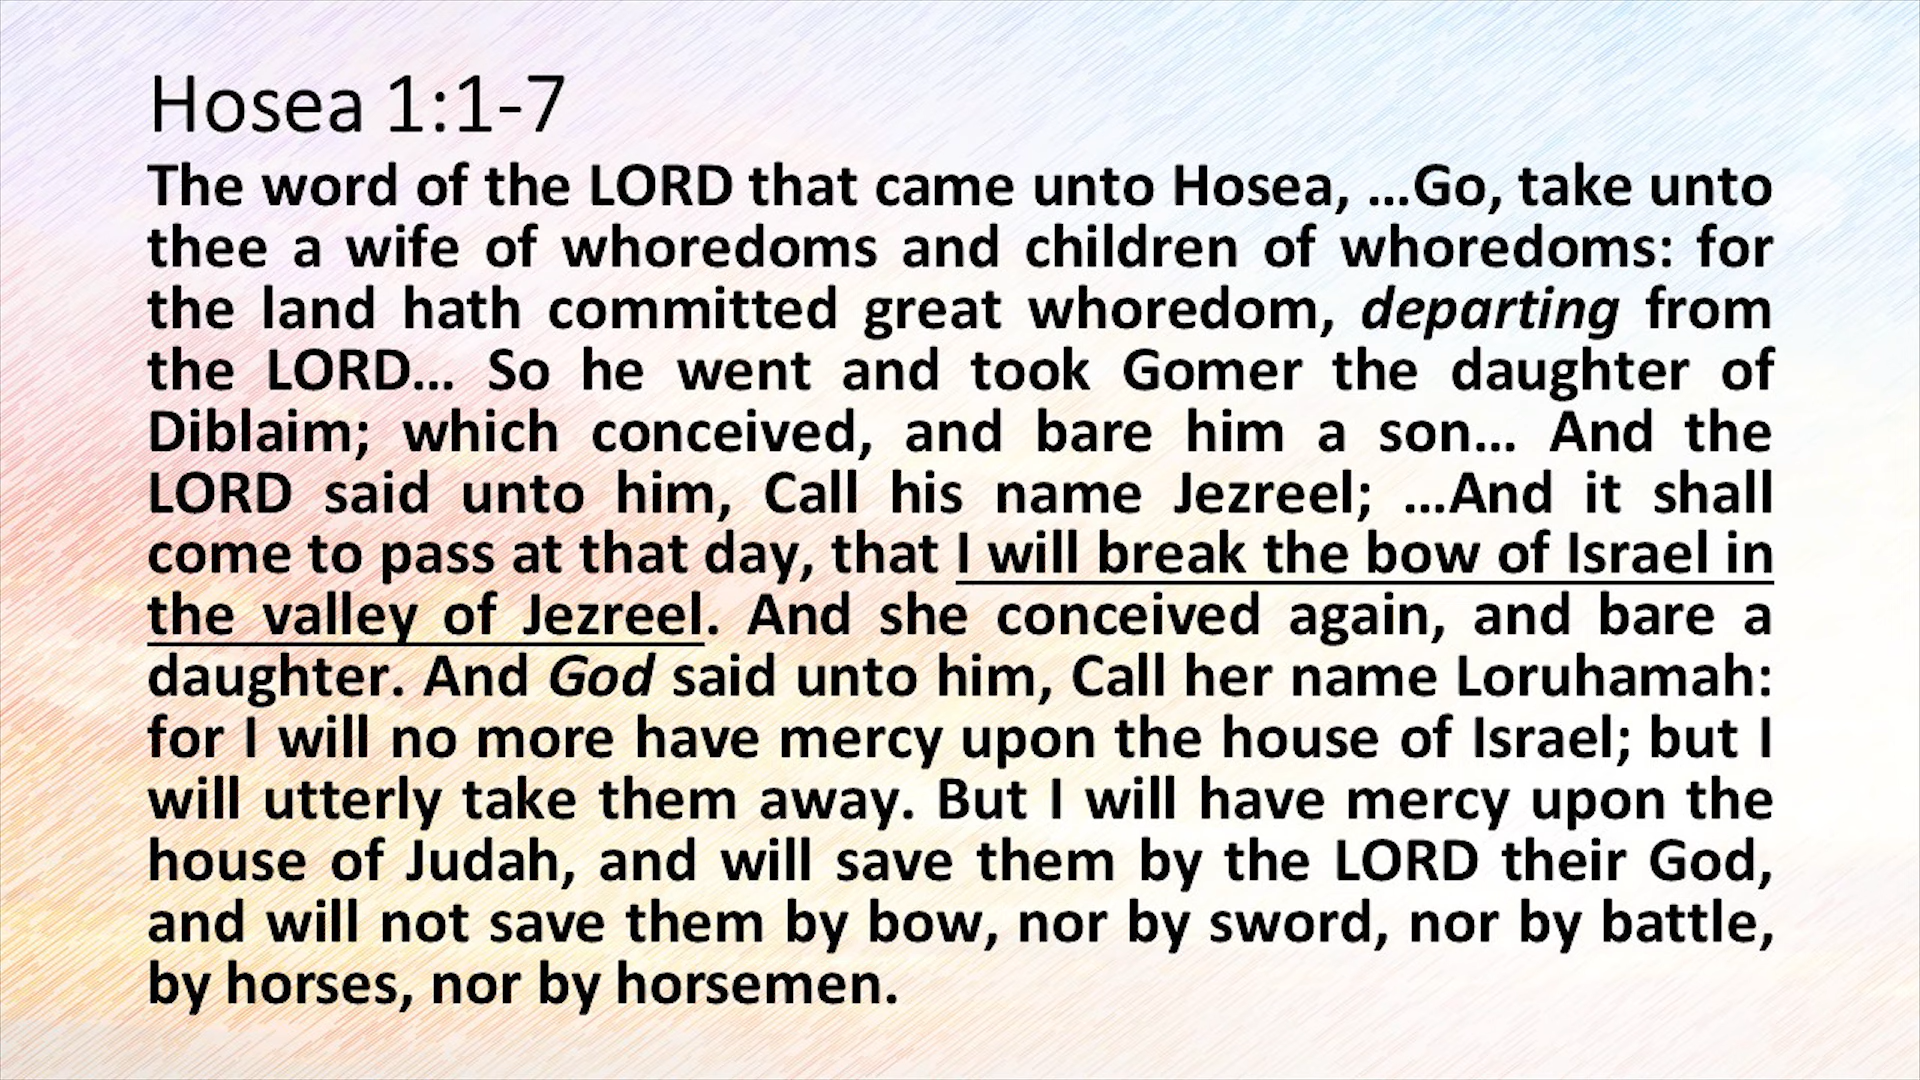 Hosea 1:1-7
The word of the LORD that came unto Hosea, ...Go, take unto
thee a wife of whoredoms and children of whoredoms: for
the land hath committed great whoredom, departing from
the LORD... So he went and took Gomer the daughter of
Diblaim; which conceived, and bare him a son... And the
LORD said unto him, Call his name Jezreel; ...And it shall
come to pass at that day, that I will break the bow of Israel in
the valley of Jezreel. And she conceived again, and bare a
daughter. And God said unto him, Call her name Loruhamah:
for I will no more have mercy upon the house of Israel; but I
will utterly take them away. But I will have mercy upon the
house of Judah, and will save them by the LORD their God,
and will not save them by bow, nor by sword, nor by battle,
by horses, nor by horsemen.